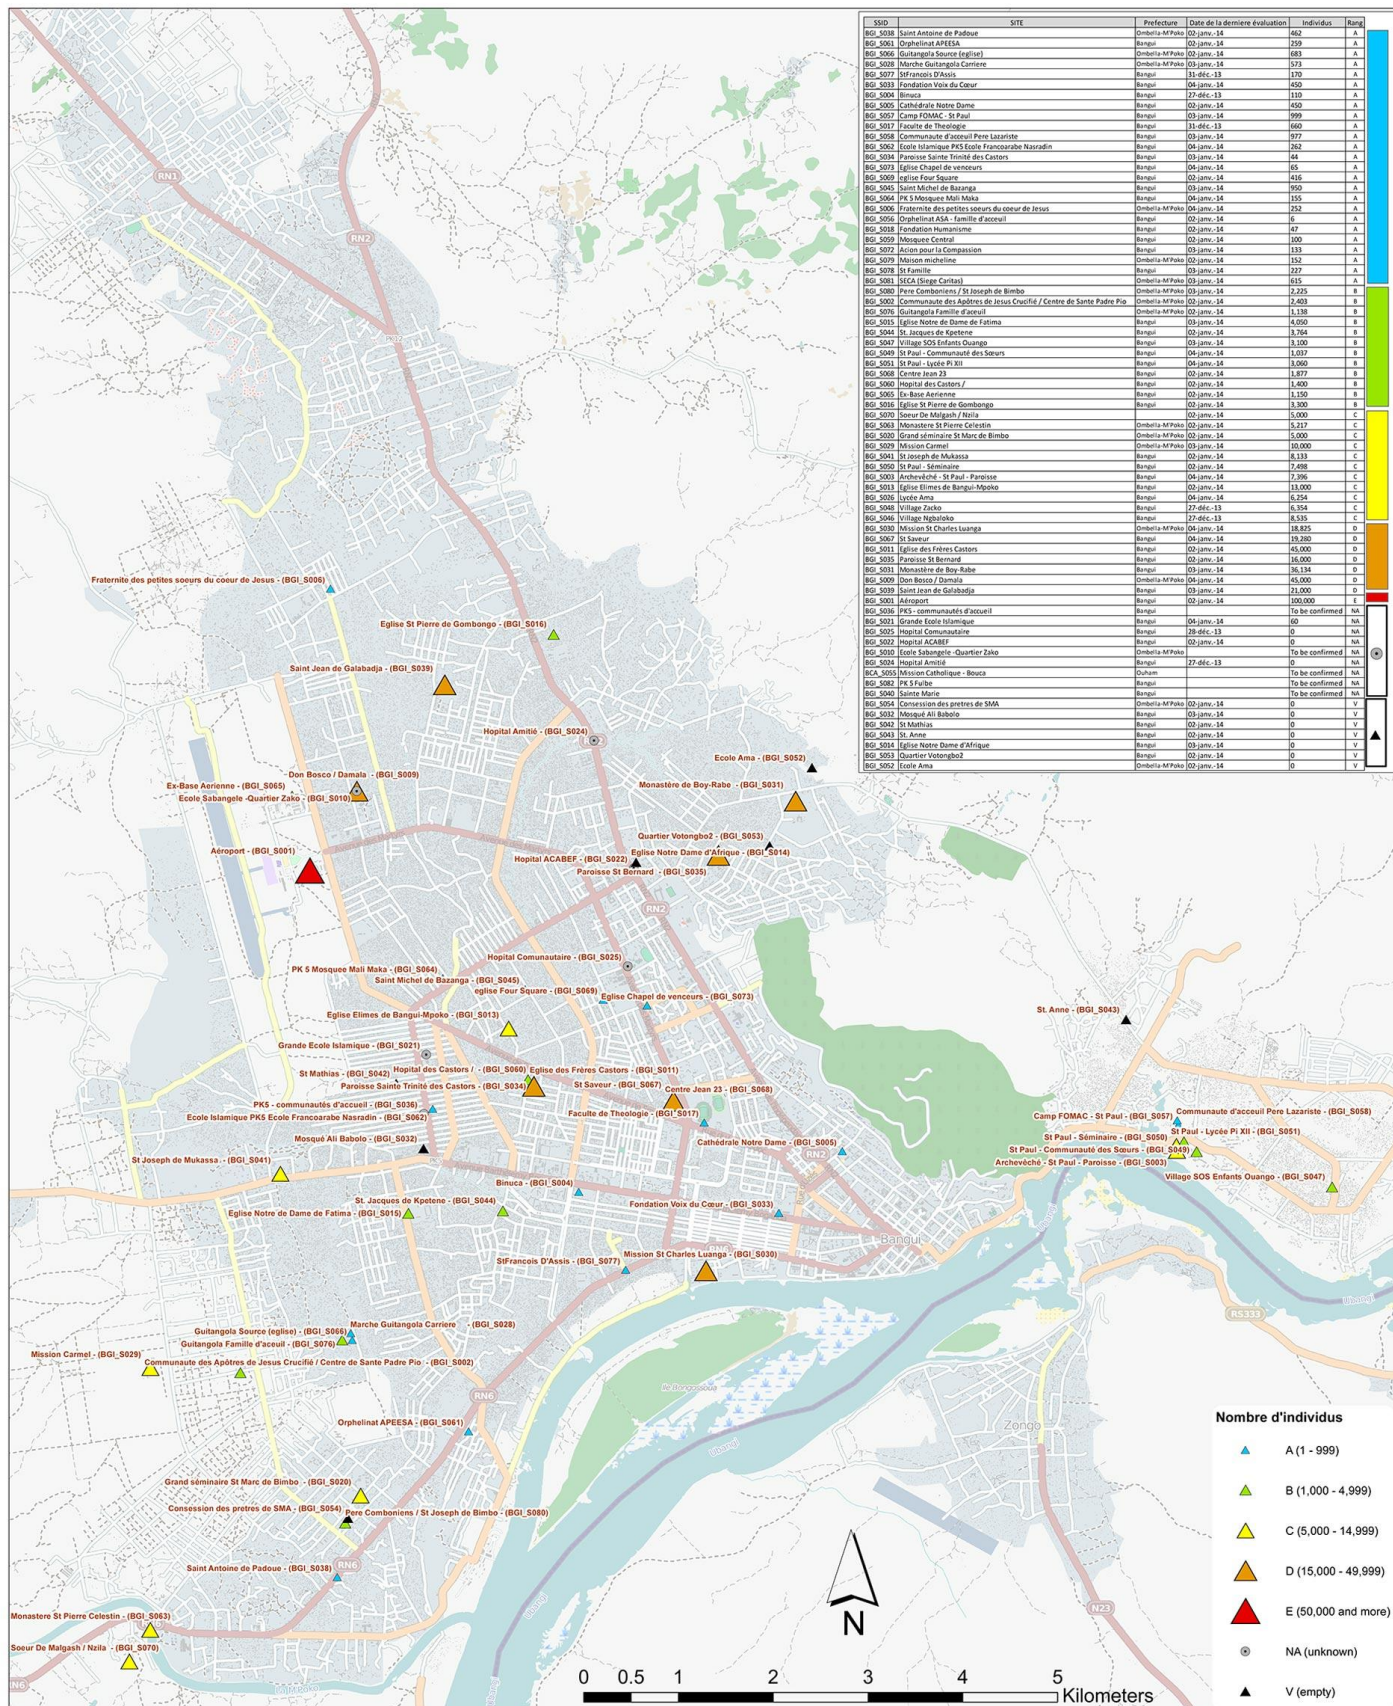 SSID SITE Prefecture Date de la derniere évaluation Individus Rang
BGI_S038 Saint Antoine de Padoue Ombella-M'Poko 02-janv.-14 462 A
BGI_S061 Orphelinat APEESA Bangui 02-janv.-14 259 A
BGI_S066 Guitangola Source (eglise) Ombella-M'Poko 02-janv.-14 683 A
BGI_S028 Marche Guitangola Carriere Ombella-M'Poko 03-janv.-14 573 A
BGI_S077 StFrancois D'Assis Bangui 31-déc.-13 170 A
BGI_S033 Fondation Voix du Cœur Bangui 04-janv.-14 450 A
BGI_S004 Binuca Bangui 27-déc.-13 110 A
BGI_S005 Cathédrale Notre Dame Bangui 02-janv.-14 450 A
BGI_S057 Camp FOMAC - St Paul Bangui 03-janv.-14 999 A
BGI_S017 Faculte de Theologie Bangui 31-déc.-13 660 A
BGI_S058 Communaute d'acceuil Pere Lazariste Bangui 03-janv.-14 977 A
BGI_S062 Ecole Islamique PK5 Ecole Francoarabe Nasradin Bangui 04-janv.-14 262 A
BGI_S034 Paroisse Sainte Trinité des Castors Bangui 03-janv.-14 44 A
BGI_S073 Eglise Chapel de venceurs Bangui 04-janv.-14 65 A
BGI_S069 eglise Four Square Bangui 02-janv.-14 416 A
BGI_S045 Saint Michel de Bazanga Bangui 03-janv.-14 950 A
BGI_S064 PK 5 Mosquee Mali Maka Bangui 04-janv.-14 155 A
BGI_S006 Fraternite des petites soeurs du coeur de Jesus Ombella-M'Poko 04-janv.-14 252 A
BGI_S056 Orphelinat ASA - famille d'acceuil Bangui 02-janv.-14 6 A
BGI_S018 Fondation Humanisme Bangui 02-janv.-14 47 A
BGI_S059 Mosquee Central Bangui 02-janv.-14 100 A
BGI_S072 Acion pour la Compassion Bangui 03-janv.-14 133 A
BGI_S079 Maison micheline Ombella-M'Poko 02-janv.-14 152 A
BGI_S078 St Famille Bangui 03-janv.-14 227 A
BGI_S081 SECA (Siege Caritas) Ombella-M'Poko 03-janv.-14 615 A
BGI_S080 Pere Comboniens / St Joseph de Bimbo Ombella-M'Poko 03-janv.-14 2,225 B
BGI_S002 Communaute des Apôtres de Jesus Crucifié / Centre de Sante Padre Pio Ombella-M'Poko 02-janv.-14 2,403 B
BGI_S076 Guitangola Famille d'aceuil Ombella-M'Poko 02-janv.-14 1,138 B
BGI_S015 Eglise Notre de Dame de Fatima Bangui 03-janv.-14 4,050 B
BGI_S044 St. Jacques de Kpetene Bangui 02-janv.-14 3,764 B
BGI_S047 Village SOS Enfants Ouango Bangui 03-janv.-14 3,100 B
BGI_S049 St Paul - Communauté des Sœurs Bangui 04-janv.-14 1,037 B
BGI_S051 St Paul - Lycée Pi XII Bangui 04-janv.-14 3,060 B
BGI_S068 Centre Jean 23 Bangui 02-janv.-14 1,877 B
BGI_S060 Hopital des Castors / Bangui 02-janv.-14 1,400 B
BGI_S065 Ex-Base Aerienne Bangui 02-janv.-14 1,150 B
BGI_S016 Eglise St Pierre de Gombongo Bangui 02-janv.-14 3,300 B
BGI_S070 Soeur De Malgash / Nzila 02-janv.-14 5,000 C
BGI_S063 Monastere St Pierre Celestin Ombella-M'Poko 02-janv.-14 5,217 C
BGI_S020 Grand séminaire St Marc de Bimbo Ombella-M'Poko 02-janv.-14 5,000 C
BGI_S029 Mission Carmel Ombella-M'Poko 03-janv.-14 10,000 C
BGI_S041 St Joseph de Mukassa Bangui 02-janv.-14 8,133 C
BGI_S050 St Paul - Séminaire Bangui 02-janv.-14 7,498 C
BGI_S003 Archevêché - St Paul - Paroisse Bangui 04-janv.-14 7,396 C
BGI_S013 Eglise Elimes de Bangui-Mpoko Bangui 02-janv.-14 13,000 C
BGI_S026 Lycée Ama Bangui 04-janv.-14 6,254 C
BGI_S048 Village Zacko Bangui 27-déc.-13 6,354 C
BGI_S046 Village Ngbaloko Bangui 27-déc.-13 8,535 C
BGI_S030 Mission St Charles Luanga Ombella-M'Poko 04-janv.-14 18,825 D
BGI_S067 St Saveur Bangui 04-janv.-14 19,280 D
BGI_S011 Eglise des Frères Castors Bangui 02-janv.-14 45,000 D
BGI_S035 Paroisse St Bernard Bangui 02-janv.-14 16,000 D
BGI_S031 Monastère de Boy-Rabe Bangui 03-janv.-14 36,134 D
BGI_S009 Don Bosco / Damala Ombella-M'Poko 04-janv.-14 45,000 D
BGI_S039 Saint Jean de Galabadja Bangui 03-janv.-14 21,000 D
BGI_S001 Aéroport Bangui 02-janv.-14 100,000 E
BGI_S036 PK5 - communautés d'accueil Bangui To be confirmed NA
BGI_S021 Grande Ecole Islamique Bangui 04-janv.-14 60 NA
BGI_S025 Hopital Comunautaire Bangui 28-déc.-13 0 NA
BGI_S022 Hopital ACABEF Bangui 02-janv.-14 0 NA
BGI_S010 Ecole Sabangele -Quartier Zako Ombella-M'Poko To be confirmed NA
BGI_S024 Hopital Amitié Bangui 27-déc.-13 0 NA
BCA_S055 Mission Catholique - Bouca Ouham To be confirmed NA
BGI_S082 PK 5 Fulbe Bangui To be confirmed NA
BGI_S040 Sainte Marie Bangui To be confirmed NA
BGI_S054 Consession des pretres de SMA Ombella-M'Poko 02-janv.-14 0 V
BGI_S032 Mosqué Ali Babolo Bangui 03-janv.-14 0 V
BGI_S042 St Mathias Bangui 02-janv.-14 0 V
BGI_S043 St. Anne Bangui 02-janv.-14 0 V
BGI_S014 Eglise Notre Dame d'Afrique Bangui 03-janv.-14 0 V
BGI_S053 Quartier Votongbo2 Bangui 02-janv.-14 0 V
BGI_S052 Ecole Ama Ombella-M'Poko 02-janv.-14 0 V
RN1
RN2
PK12
Fraternite des petites soeurs du coeur de Jesus - (BGI_S006)
Eglise St Pierre de Gombongo - (BGI_S016)
Saint Jean de Galabadja - (BGI_S039)
Hopital Amitié - (BGI_S024)
Ecole Ama - (BGI_S052)
Don Bosco / Damala - (BGI_S009)
Ex-Base Aerienne - (BGI_S065)
Monastère de Boy-Rabe - (BGI_S031)
Ecole Sabangele -Quartier Zako - (BGI_S010)
Quartier Votongbo2 - (BGI_S053)
Aéroport - (BGI_S001)
Eglise Notre Dame d'Afrique - (BGI_S014)
Hopital ACABEF - (BGI_S022)
Paroisse St Bernard - (BGI_S035)
RN2
Hopital Comunautaire - (BGI_S025)
PK 5 Mosquee Mali Maka - (BGI_S064)
Saint Michel de Bazanga - (BGI_S045)
eglise Four Square - (BGI_S069)
Eglise Chapel de venceurs - (BGI_S073)
St. Anne - (BGI_S043)
Eglise Elimes de Bangui-Mpoko - (BGI_S013)
Grande Ecole Islamique - (BGI_S021)
Hopital des Castors / - (BGI_S060)
Eglise des Frères Castors - (BGI_S011)
St Mathias - (BGI_S042)
Paroisse Sainte Trinité des Castors - (BGI_S034)
St Saveur - (BGI_S067)
Centre Jean 23 - (BGI_S068)
PK5 - communautés d'accueil - (BGI_S036)
Ecole Islamique PK5 Ecole Francoarabe Nasradin - (BGI_S062)
Faculte de Theologie - (BGI_S017)
Camp FOMAC - St Paul - (BGI_S057)
Communaute d'acceuil Pere Lazariste - (BGI_S058)
St Paul - Lycée Pi XII - (BGI_S051)
Mosqué Ali Babolo - (BGI_S032)
Cathédrale Notre Dame - (BGI_S005)
St Paul - Séminaire - (BGI_S050)
St Paul - Communauté des Sœurs - (BGI_S049)
RN2
St Joseph de Mukassa - (BGI_S041)
Archevêché - St Paul - Paroisse - (BGI_S003)
Village SOS Enfants Ouango - (BGI_S047)
Binuca - (BGI_S004)
St. Jacques de Kpetene - (BGI_S044)
Fondation Voix du Cœur - (BGI_S033)
Eglise Notre de Dame de Fatima - (BGI_S015)
Bangui
Ubangi
Mission St Charles Luanga - (BGI_S030)
StFrancois D'Assis - (BGI_S077)
Ubangi
RS333
Marche Guitangola Carriere - (BGI_S028)
Guitangola Source (eglise) - (BGI_S066)
Guitangola Famille d'aceuil - (BGI_S076)
Mission Carmel - (BGI_S029)
Communaute des Apôtres de Jesus Crucifié / Centre de Sante Padre Pio - (BGI_S002)
Ile Bongossoua
RN6
Orphelinat APEESA - (BGI_S061)
Zongo
Ubangi
Grand séminaire St Marc de Bimbo - (BGI_S020)
Consession des pretres de SMA - (BGI_S054)
Pere Comboniens / St Joseph de Bimbo - (BGI_S080)
RN6
Saint Antoine de Padoue - (BGI_S038)
Ubangi
N23
Monastere St Pierre Celestin - (BGI_S063)
Soeur De Malgash / Nzila - (BGI_S070)
RN6
La M'Poko
Ubangi
N
0 0.5 1 2 3 4 5
Kilometers
Nombre d'individus
A (1 - 999)
B (1,000 - 4,999)
C (5,000 - 14,999)
D (15,000 - 49,999)
E (50,000 and more)
NA (unknown)
V (empty)